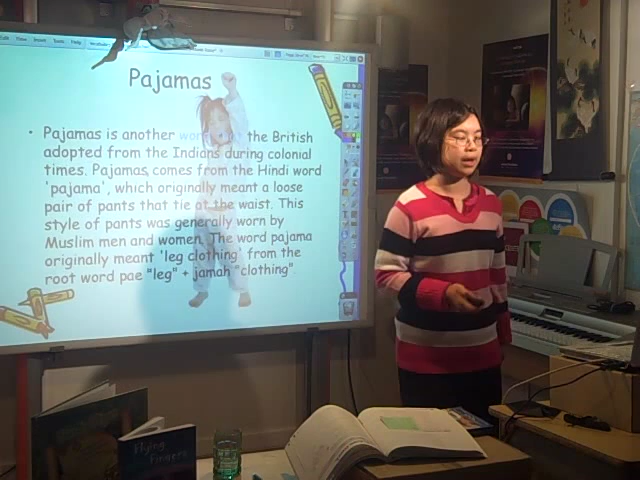 Pajamas
• Pajamas is another word that the British
adopted from the Indians during colonial
times. Pajamas, comes from the Hindi word
'pajama', which originally meant a loose
pair of pants that tie at the waist. This
style of pants was generally worn by
Muslim men and women. The word pajama
originally meant 'leg clothing' from the
root word pae "leg" + jamah "clothing".
Flying
Fingers